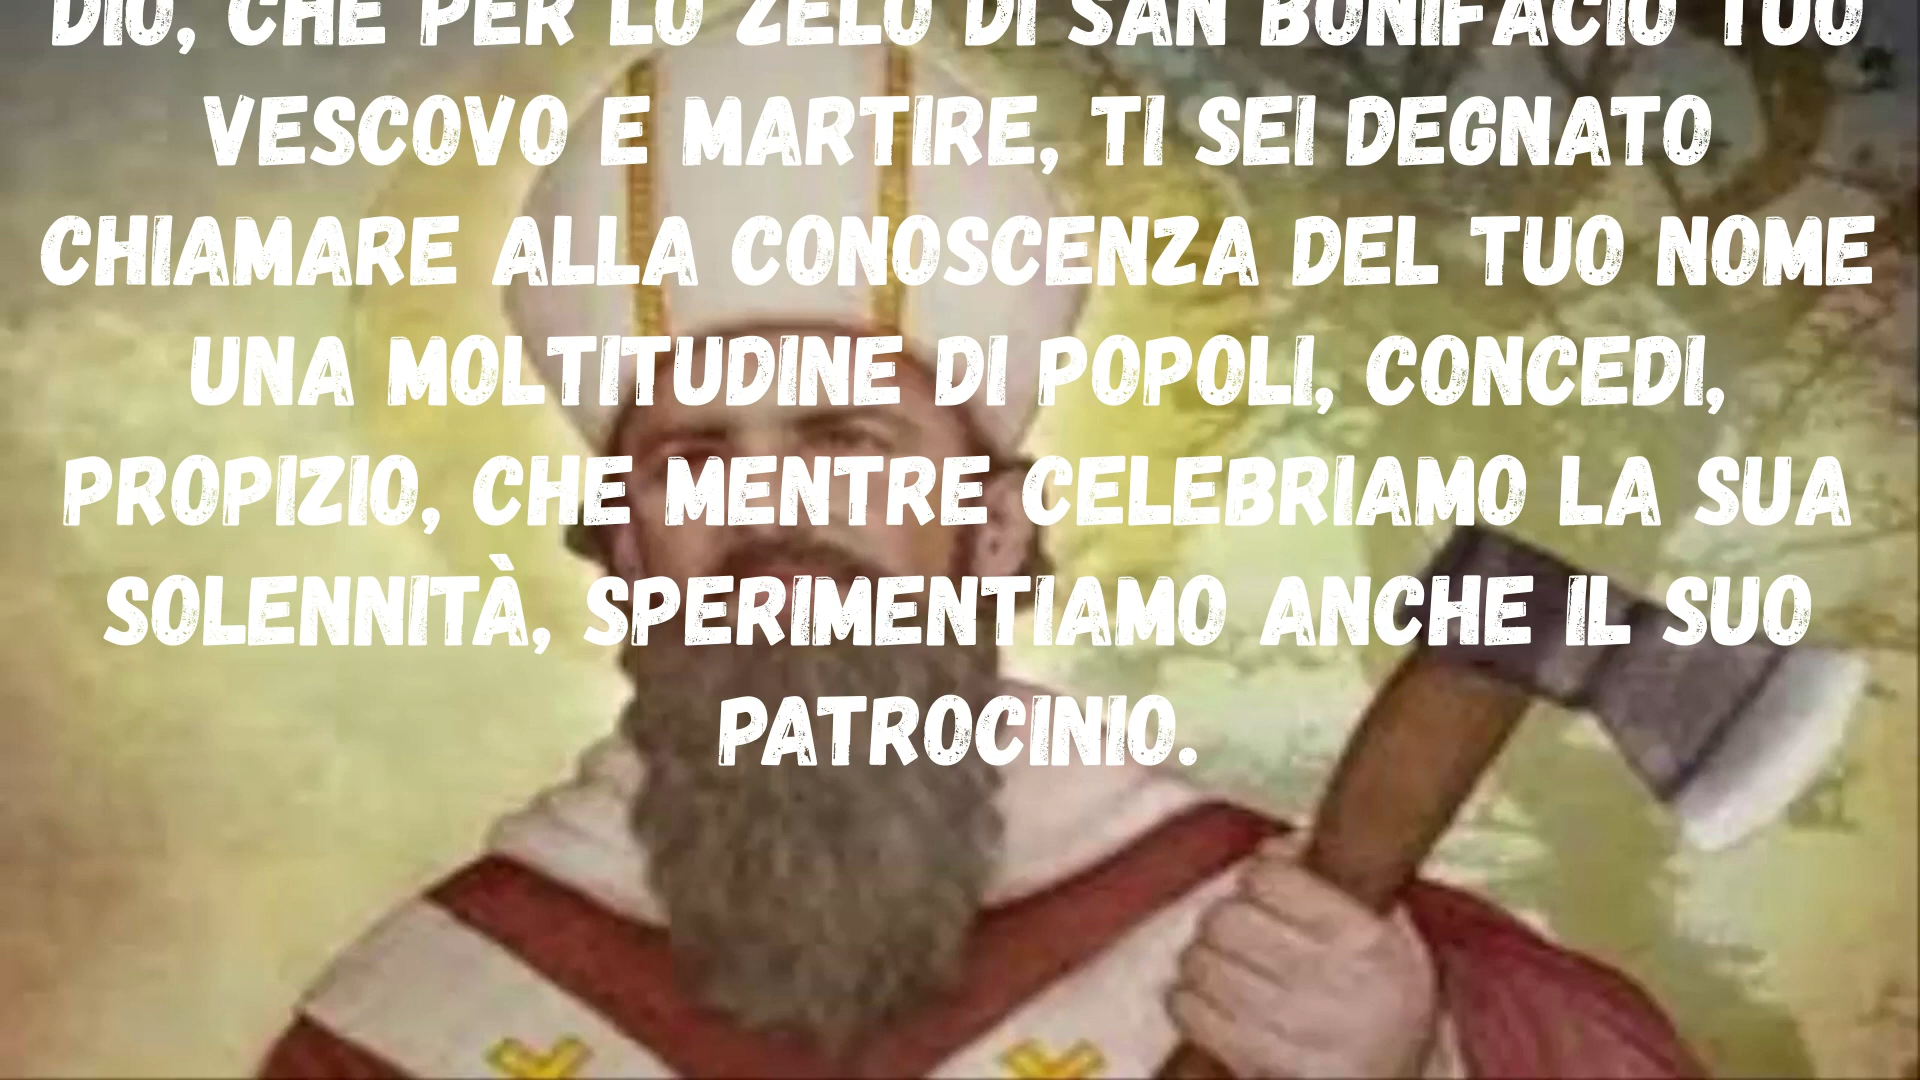 DIO, CHE PER LO ZELO DI SAN BONIFACIO TUO
VESCOVO E MARTIRE, TI SEI DEGNATO
CHIAMARE ALLA CONOSCENZA DEL TUO NOME
UNA MOLTITUDINE DI POPOLI, CONCEDI,
PROPIZIO, CHE MENTRE CELEBRIAMO LA SUA
SOLENNITÀ, SPERIMENTIAMO ANCHE IL SUO
PATROCINIO.